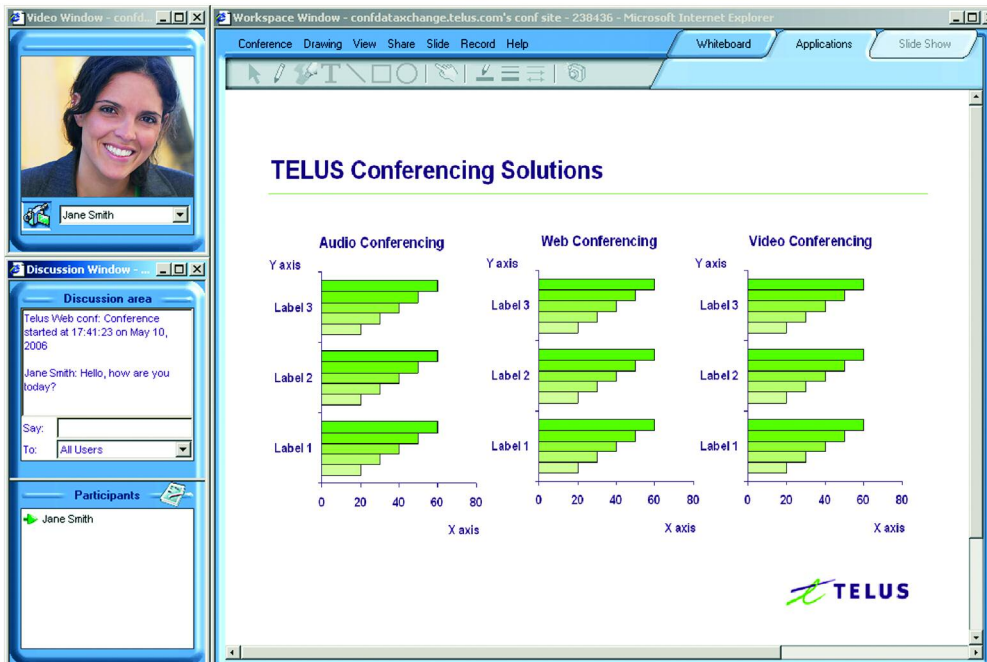 Video Window - confd...
Jane Smith
Discussion Window - ...
Discussion area
Telus Web conf: Conference
started at 17:41:23 on May 10,
2006
Jane Smith: Hello, how are you
today?
Say:
To: All Users
Participants
Jane Smith
Workspace Window - confdataxchange.telus.com's conf site - 238436 - Microsoft Internet Explorer
Conference Drawing View Share Slide Record Help
Whiteboard Applications Slide Show
T
TELUS Conferencing Solutions
Audio Conferencing
Y axis
Label 3
Label 2
Label 1
0 20 40 60 80
X axis
Web Conferencing
Y axis
Label 3
Label 2
Label 1
0 20 40 60 80
X axis
Video Conferencing
Y axis
Label 3
Label 2
Label 1
0 20 40 60 80
X axis
TELUS